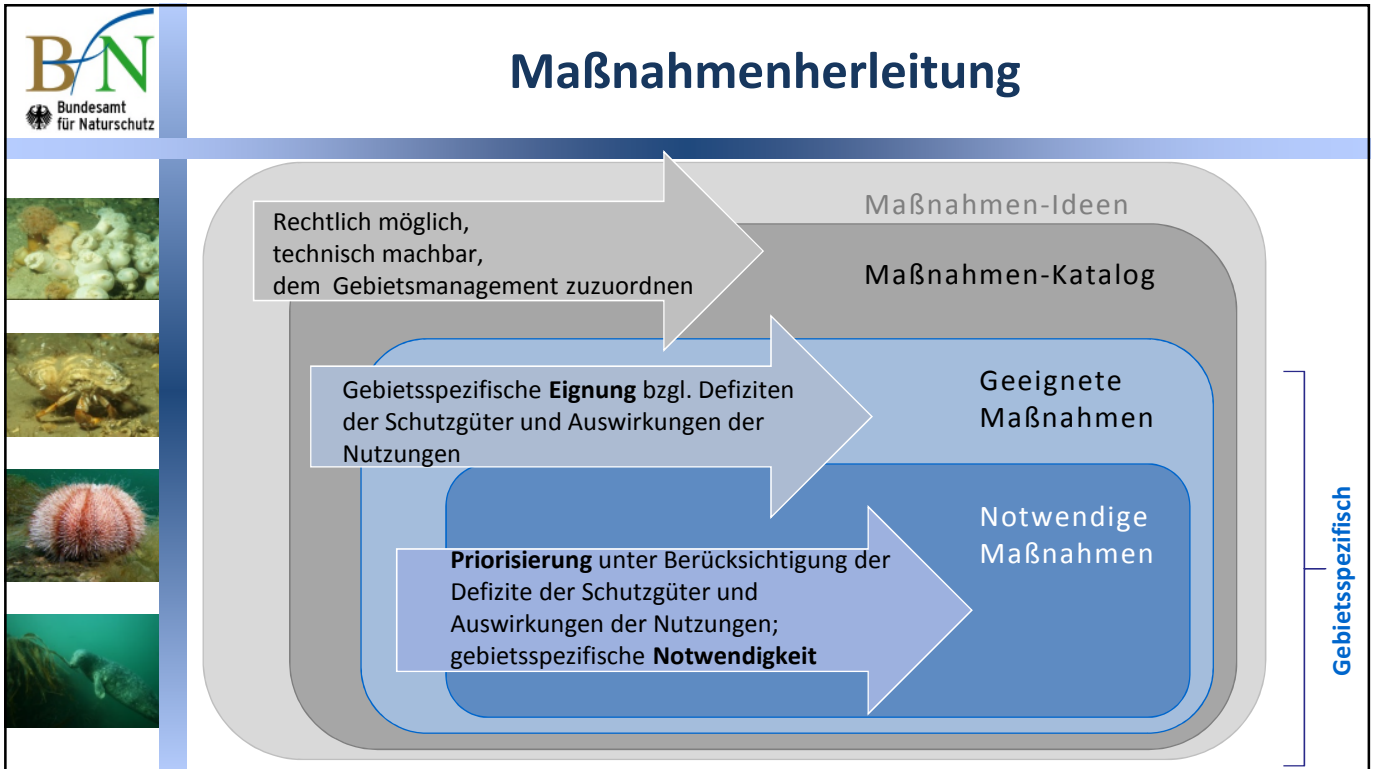 BfN
Bundesamt
für Naturschutz
Maßnahmenherleitung
Maßnahmen-Ideen
Rechtlich möglich,
technisch machbar,
dem Gebietsmanagement zuzuordnen
Maßnahmen-Katalog
Gebietsspezifische Eignung bzgl. Defiziten
der Schutzgüter und Auswirkungen der
Nutzungen
Geeignete
Maßnahmen
Notwendige
Maßnahmen
Priorisierung unter Berücksichtigung der
Defizite der Schutzgüter und
Auswirkungen der Nutzungen;
gebietsspezifische Notwendigkeit
Gebietsspezifisch